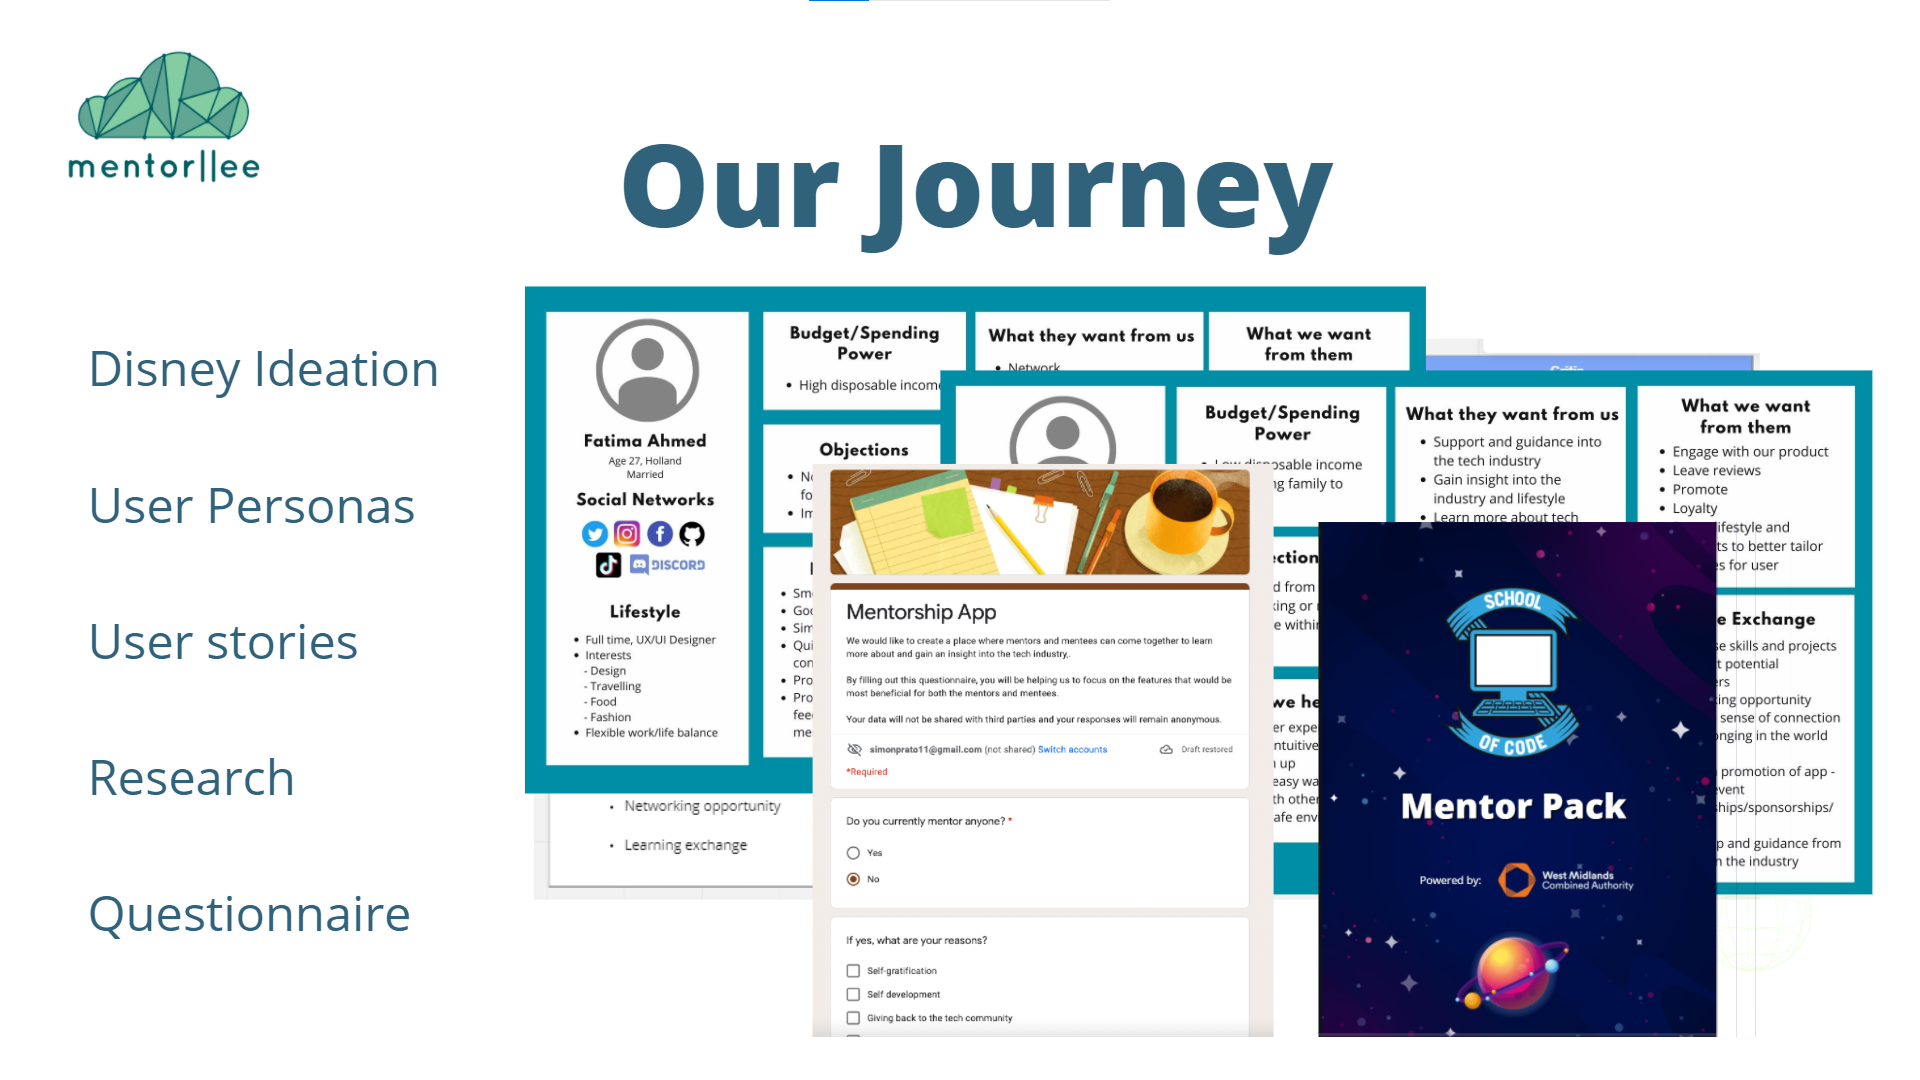 mentor||ee
Our Journey
Disney Ideation
User Personas
User stories
Research
Questionnaire
Fatima Ahmed
Age 27, Holland
Married
Social Networks
DISCORD
Lifestyle
• Full time, UX/UI Designer
• Interests
- Design
- Travelling
- Food
- Fashion
• Flexible work/life balance
Budget/Spending
Power
• High disposable income
Objections
What they want from us
• Network
What we want
from them
• Networking opportunity
• Learning exchange
Budget/Spending
Power
• Low disposable income
family to
What they want from us
• Support and guidance into
the tech industry
• Gain insight into the
industry and lifestyle
• Learn more about tech
What we want
from them
• Engage with our product
• Leave reviews
• Promote
• Loyalty
lifestyle and
to better tailor
for user
Exchange
skills and projects
potential
opportunity
sense of connection
in the world
promotion of app -
event
and guidance from
the industry
Mentorship App
We would like to create a place where mentors and mentees can come together to learn
more about and gain an insight into the tech industry,.
By filling out this questionnaire, you will be helping us to focus on the features that would be
most beneficial for both the mentors and mentees.
Your data will not be shared with third parties and your responses will remain anonymous.
simonprato11@gmail.com (not shared) Switch accounts
Draft restored
*Required
Do you currently mentor anyone? *
Yes
No
If yes, what are your reasons?
Self-gratification
Self development
Giving back to the tech community
SCHOOL
OF CODE
Mentor Pack
Powered by:
West Midlands
Combined Authority